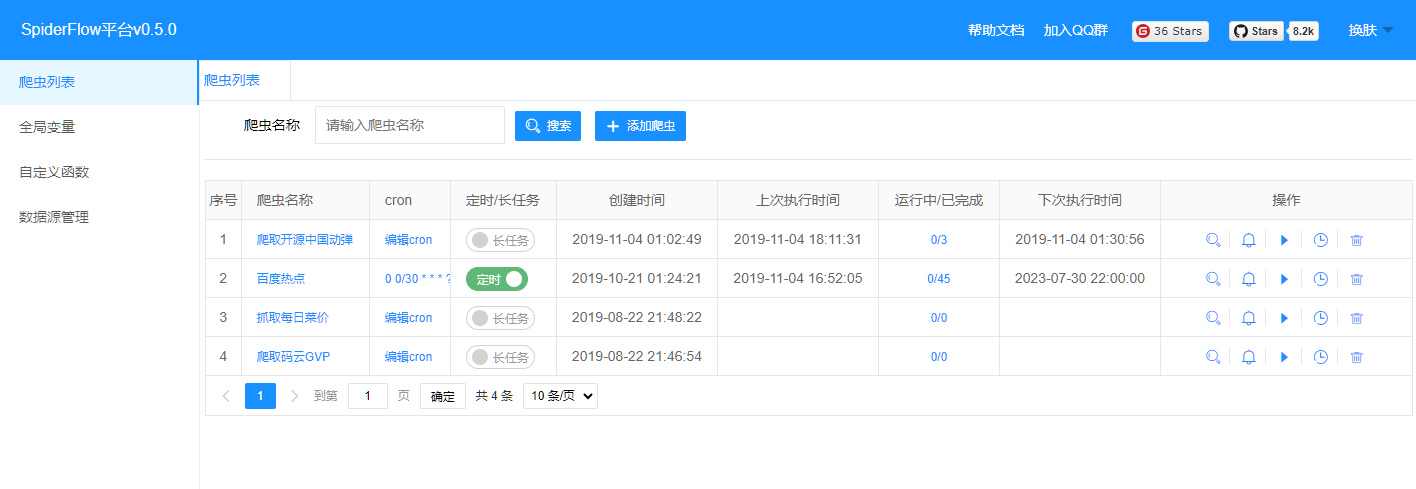 SpiderFlow平台v0.5.0 帮助文档 加入QQ群 36 Stars Stars 8.2k 换肤
爬虫列表 爬虫列表
爬虫名称 请输入爬虫名称 搜索 添加爬虫
全局变量
自定义函数
数据源管理
序号 爬虫名称 cron 定时/长任务 创建时间 上次执行时间 运行中/已完成 下次执行时间 操作
1 爬取开源中国动弹 编辑cron 长任务 2019-11-04 01:02:49 2019-11-04 18:11:31 0/3 2019-11-04 01:30:56
2 百度热点 0 0/30 * * * ? 定时 2019-10-21 01:24:21 2019-11-04 16:52:05 0/45 2023-07-30 22:00:00
3 抓取每日菜价 编辑cron 长任务 2019-08-22 21:48:22 0/0
4 爬取码云GVP 编辑cron 长任务 2019-08-22 21:46:54 0/0
1 到第 1 页 确定 共 4 条 10 条/页